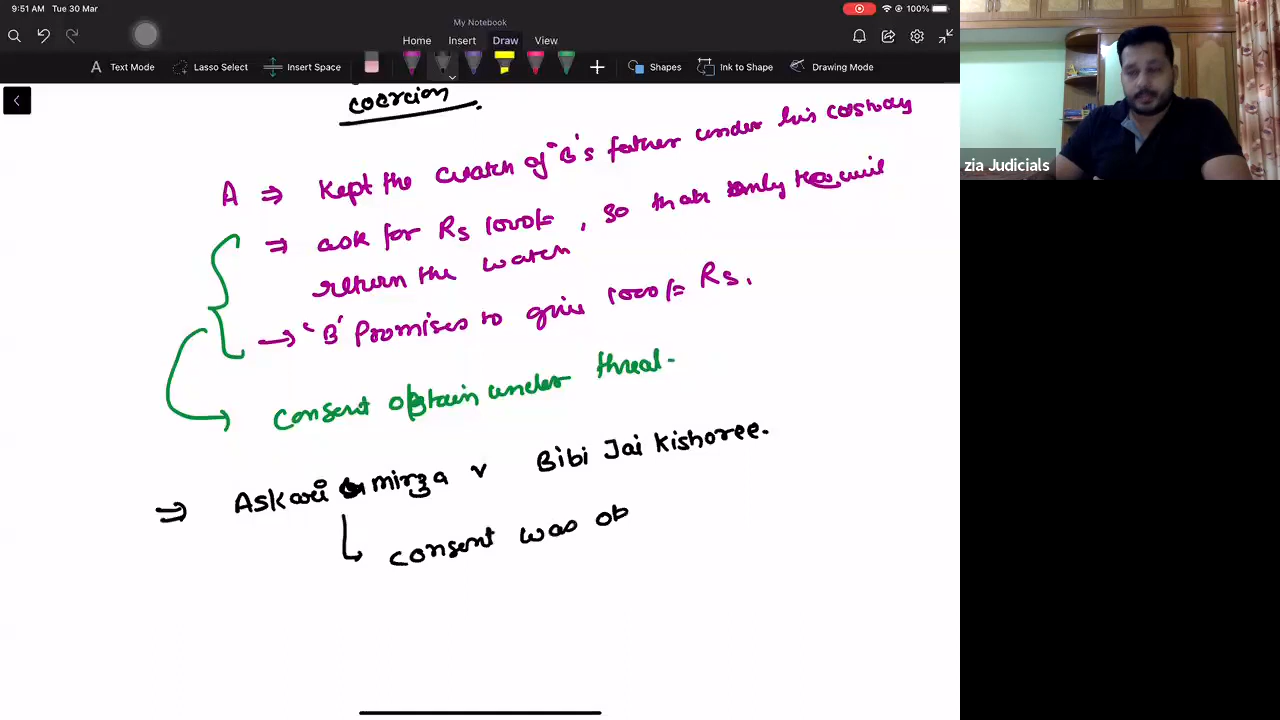 9:51 AM Tue 30 Mar
100%
My Notebook
Home Insert Draw View
Text Mode Lasso Select Insert Space Shapes Ink to Shape Drawing Mode
coercion
A ⇒ Kept the watch of "B's father under his custody
⇒ ask for Rs 1000/=, so that only he will
return the watch
→ 'B' Promises to give 1000/= Rs.
Consent obtain under threat-
⇒ Askari mirza v Bibi Jai Kishoree.
consent was ob
zia Judicials